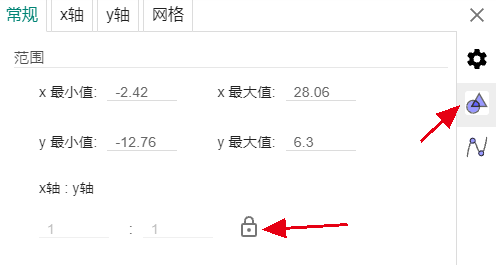 常规 x轴 y轴 网格
范围
x 最小值: -2.42 x 最大值: 28.06
y 最小值: -12.76 y 最大值: 6.3
x轴 : y轴
1 : 1